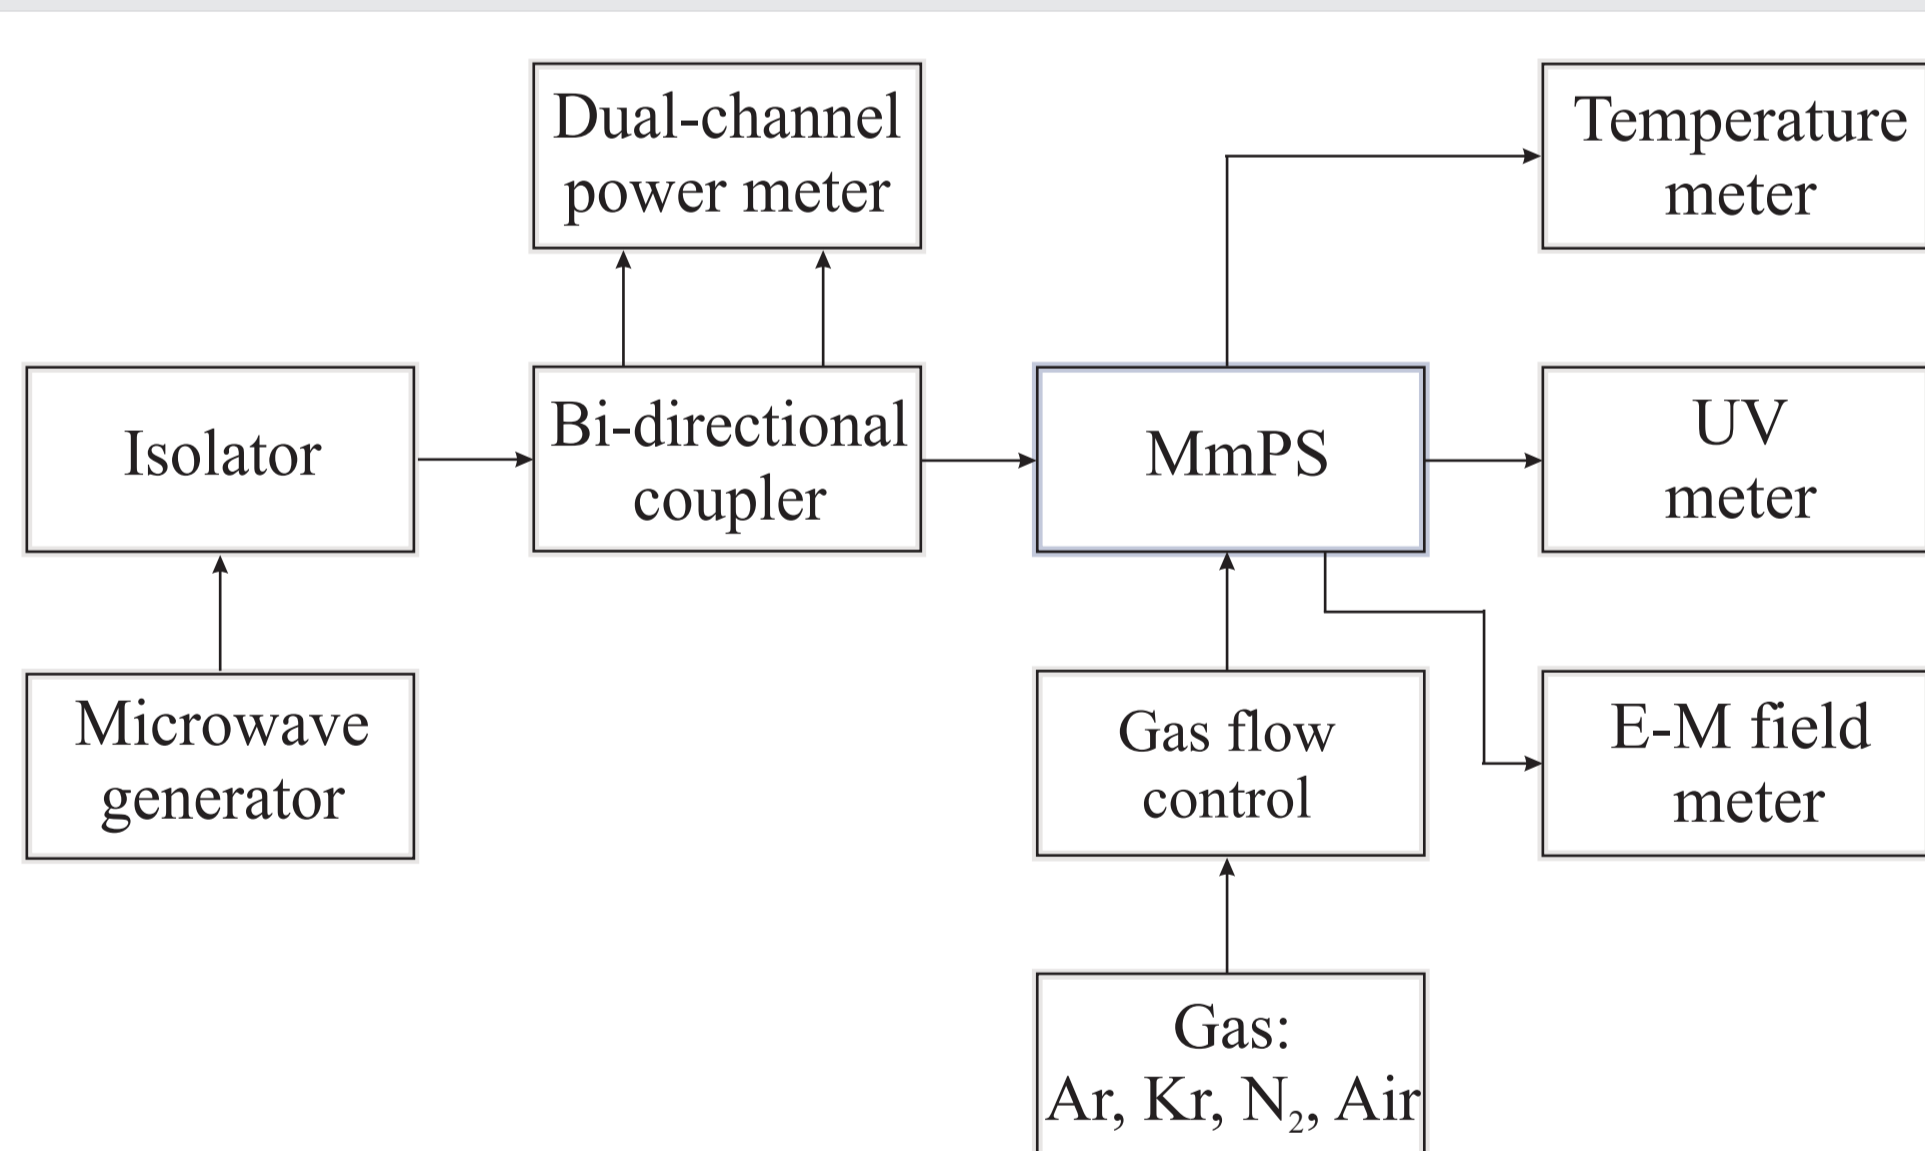 Dual-channel
power meter
Temperature
meter
Isolator
Bi-directional
coupler
MmPS
UV
meter
Microwave
generator
Gas flow
control
E-M field
meter
Gas:
Ar, Kr, N₂, Air